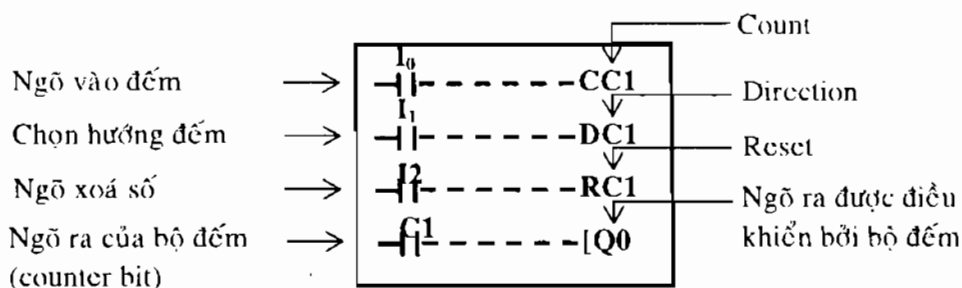 Count
I₀
Ngõ vào đếm
CC1
Direction
I₁
Chọn hướng đếm
DC1
Reset
I2
Ngõ xoá số
RC1
Ngõ ra được điều
khiển bởi bộ đếm
C1
Ngõ ra của bộ đếm
(counter bit)
[Q0